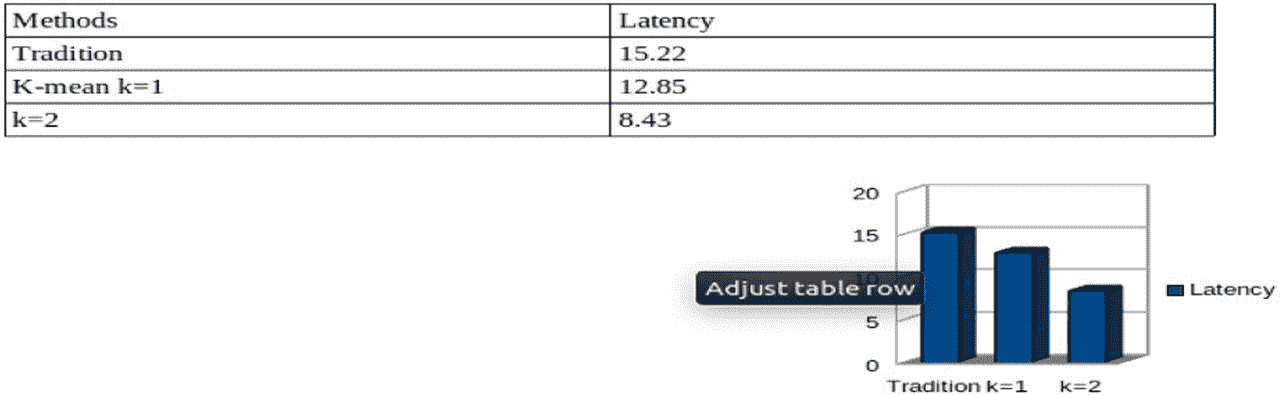 Methods Latency
Tradition 15.22
K-mean k=1 12.85
k=2 8.43
20
15
10
5
0
Adjust table row
Latency
Tradition k=1 k=2